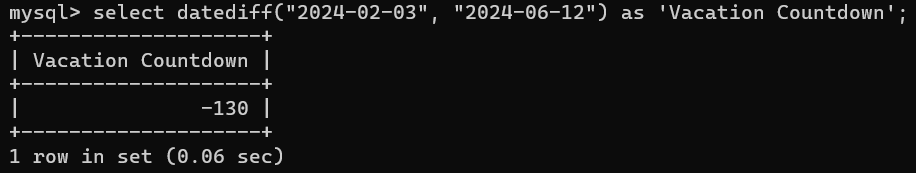 mysql> select datediff("2024-02-03", "2024-06-12") as 'Vacation Countdown';
+--------------------+
| Vacation Countdown |
+--------------------+
|               -130 |
+--------------------+
1 row in set (0.06 sec)